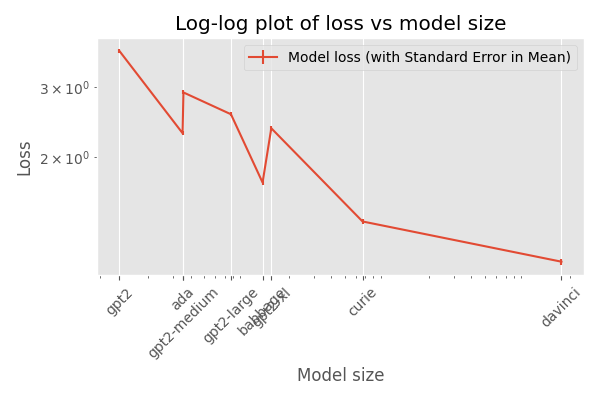 Log-log plot of loss vs model size
Model loss (with Standard Error in Mean)
3 × 10⁰
2 × 10⁰
Loss
gpt2
ada
gpt2-medium
gpt2-large
babbage
gpt2-xl
curie
davinci
Model size